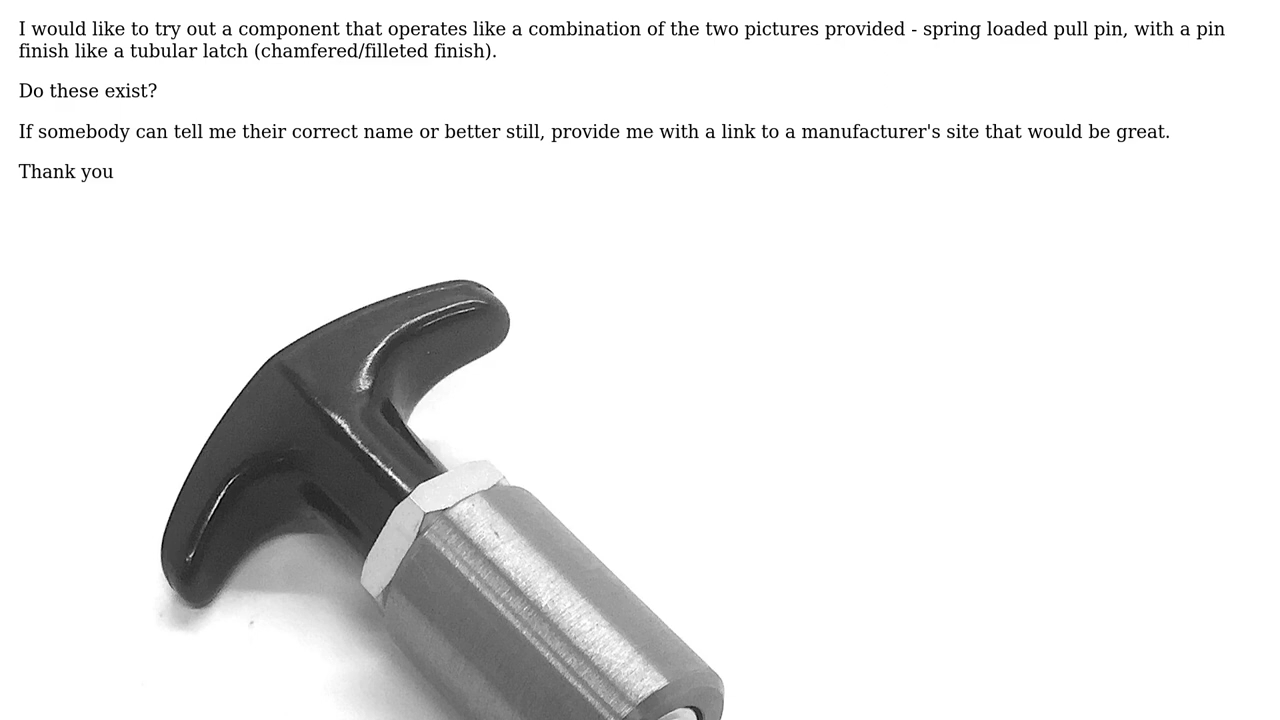 I would like to try out a component that operates like a combination of the two pictures provided - spring loaded pull pin, with a pin
finish like a tubular latch (chamfered/filleted finish).
Do these exist?
If somebody can tell me their correct name or better still, provide me with a link to a manufacturer's site that would be great.
Thank you